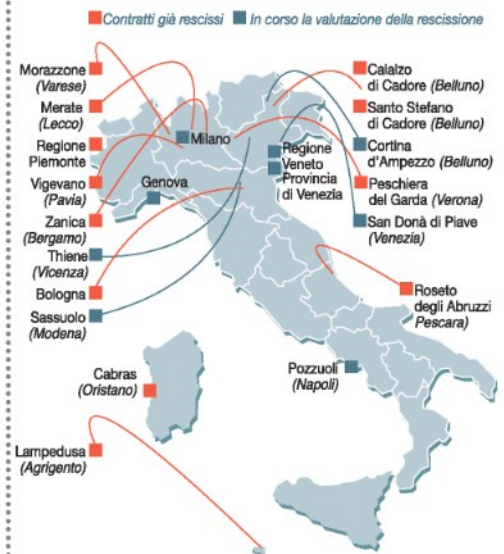 Contratti già rescissi In corso la valutazione della rescissione
Morazzone
(Varese)
Merate
(Lecco)
Regione
Piemonte
Vigevano
(Pavia)
Zanica
(Bergamo)
Thiene
(Vicenza)
Bologna
Sassuolo
(Modena)
Milano
Genova
Regione
Veneto
Provincia
di Venezia
Calalzo
di Cadore (Belluno)
Santo Stefano
di Cadore (Belluno)
Cortina
d'Ampezzo (Belluno)
Peschiera
del Garda (Verona)
San Donà di Piave
(Venezia)
Roseto
degli Abruzzi
(Pescara)
Pozzuoli
(Napoli)
Cabras
(Oristano)
Lampedusa
(Agrigento)